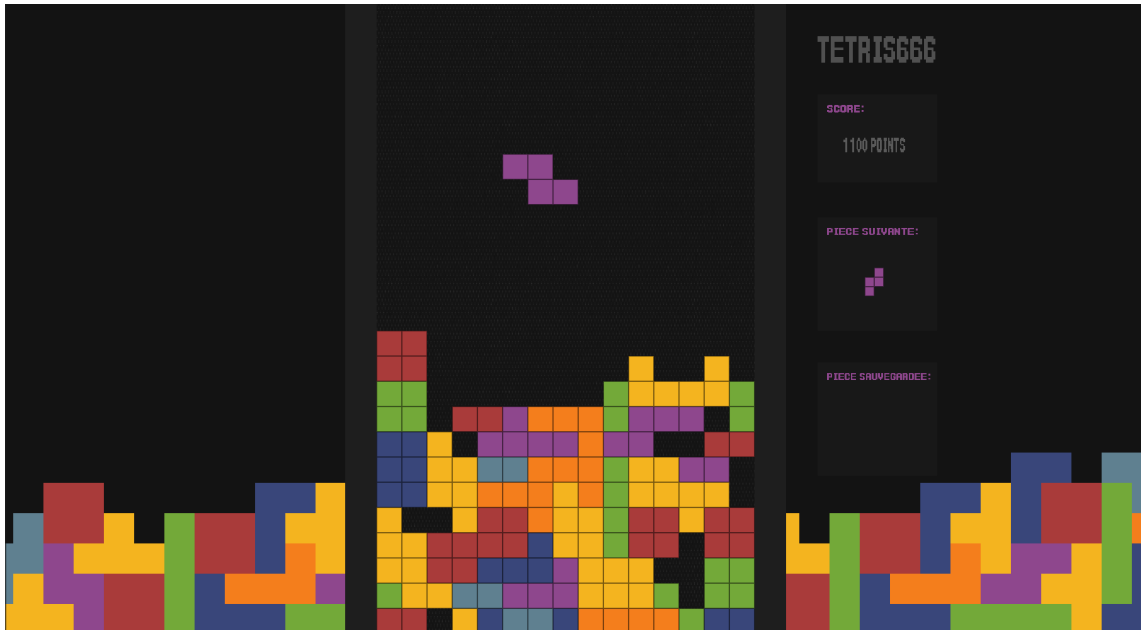 TETRIS666
SCORE:
1100 POINTS
PIECE SUIVANTE:
PIECE SAUVEGARDEE: